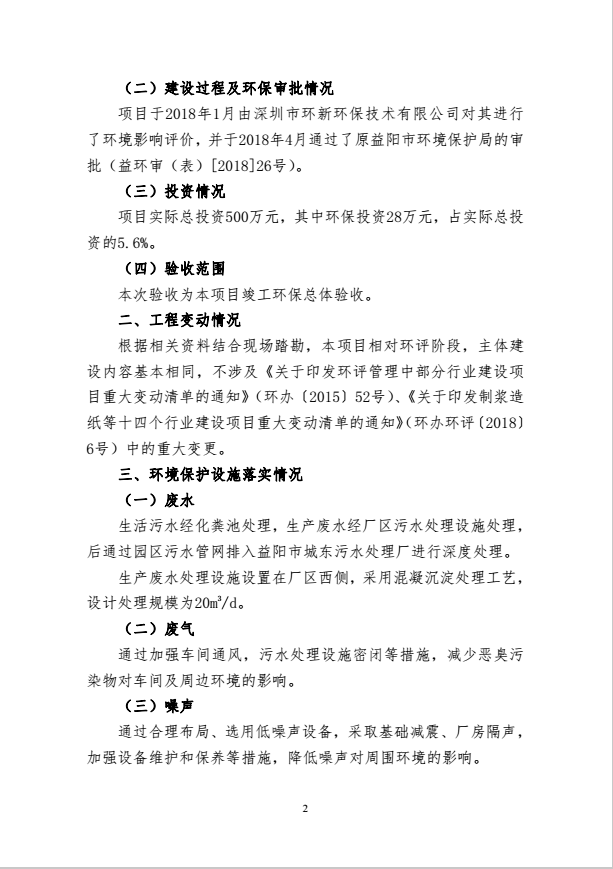 （二）建设过程及环保审批情况
项目于2018年1月由深圳市环新环保技术有限公司对其进行
了环境影响评价，并于2018年4月通过了原益阳市环境保护局的审
批（益环审（表）[2018]26号）。
（三）投资情况
项目实际总投资500万元，其中环保投资28万元，占实际总投
资的5.6%。
（四）验收范围
本次验收为本项目竣工环保总体验收。
二、工程变动情况
根据相关资料结合现场踏勘，本项目相对环评阶段，主体建
设内容基本相同，不涉及《关于印发环评管理中部分行业建设项
目重大变动清单的通知》（环办〔2015〕52号）、《关于印发制浆造
纸等十四个行业建设项目重大变动清单的通知》（环办环评〔2018〕
6号）中的重大变更。
三、环境保护设施落实情况
（一）废水
生活污水经化粪池处理，生产废水经厂区污水处理设施处理，
后通过园区污水管网排入益阳市城东污水处理厂进行深度处理。
生产废水处理设施设置在厂区西侧，采用混凝沉淀处理工艺，
设计处理规模为20m³/d。
（二）废气
通过加强车间通风，污水处理设施密闭等措施，减少恶臭污
染物对车间及周边环境的影响。
（三）噪声
通过合理布局、选用低噪声设备，采取基础减震、厂房隔声，
加强设备维护和保养等措施，降低噪声对周围环境的影响。
2